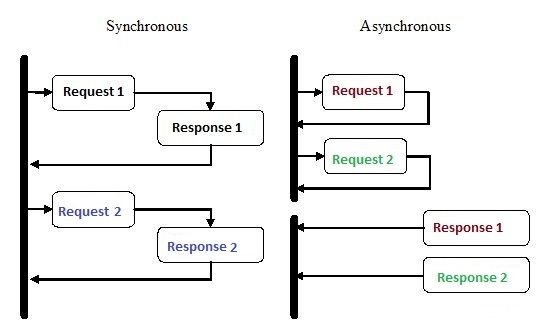 Synchronous
Request 1
Response 1
Request 2
Response 2
Asynchronous
Request 1
Request 2
Response 1
Response 2